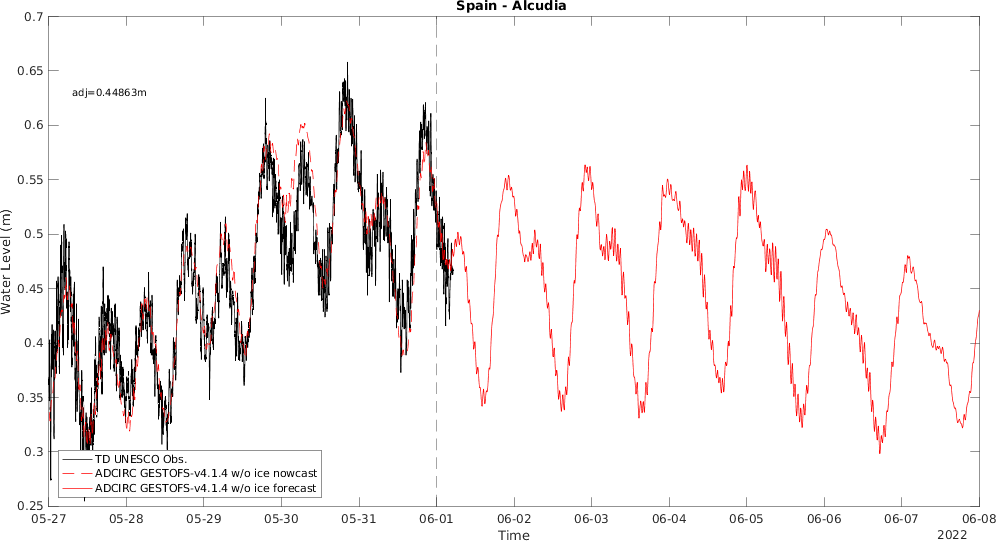 Spain - Alcudia
0.7
0.65
0.6
0.55
0.5
0.45
0.4
0.35
0.3
0.25
Water Level (m)
adj=0.44863m
TD UNESCO Obs.
ADCIRC GESTOFS-v4.1.4 w/o ice nowcast
ADCIRC GESTOFS-v4.1.4 w/o ice forecast
05-27 05-28 05-29 05-30 05-31 06-01 06-02 06-03 06-04 06-05 06-06 06-07 06-08
Time
2022